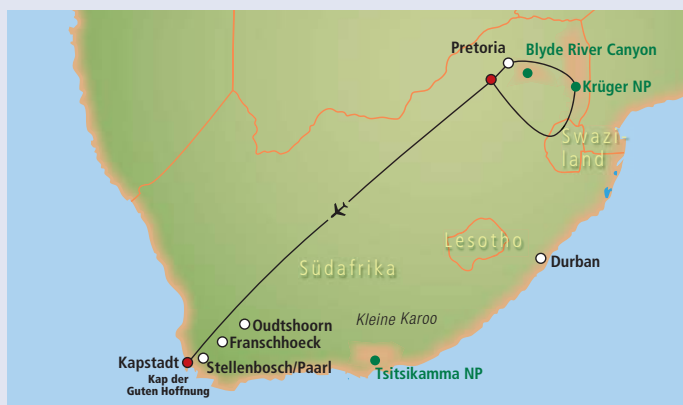 Blyde River Canyon
Pretoria
Krüger NP
Swazi-
land
Lesotho
Südafrika
Durban
Kleine Karoo
Oudtshoorn
Franschhoeck
Kapstadt
Stellenbosch/Paarl
Tsitsikamma NP
Kap der
Guten Hoffnung